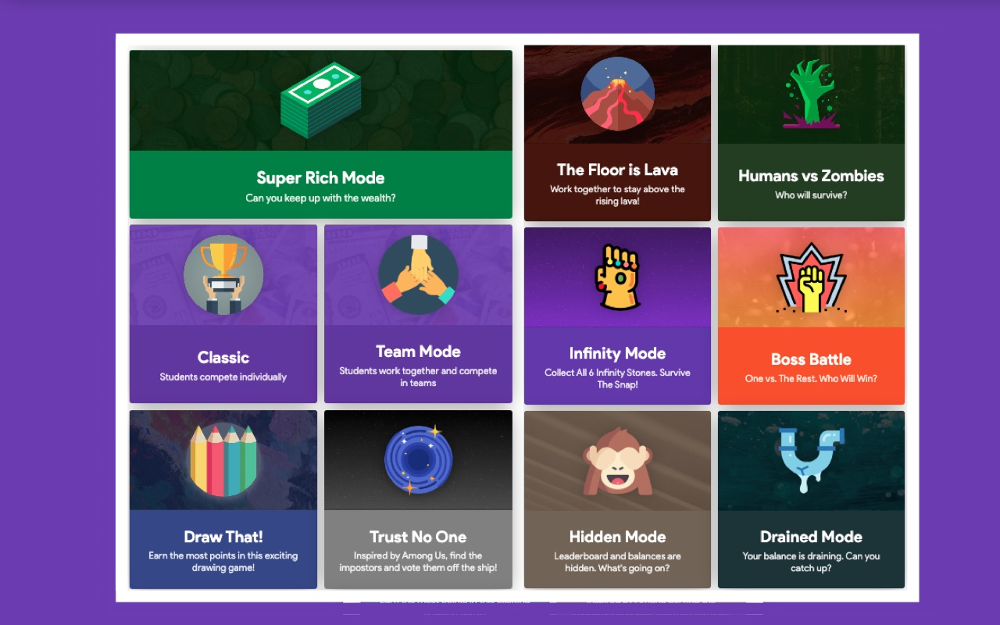 Super Rich Mode
Can you keep up with the wealth?
The Floor is Lava
Work together to stay above the
rising lava!
Humans vs Zombies
Who will survive?
Classic
Students compete individually
Team Mode
Students work together and compete
in teams
Infinity Mode
Collect All 6 Infinity Stones. Survive
The Snap!
Boss Battle
One vs. The Rest. Who Will Win?
Draw That!
Earn the most points in this exciting
drawing game!
Trust No One
Inspired by Among Us, find the
impostors and vote them off the ship!
Hidden Mode
Leaderboard and balances are
hidden. What's going on?
Drained Mode
Your balance is draining. Can you
catch up?